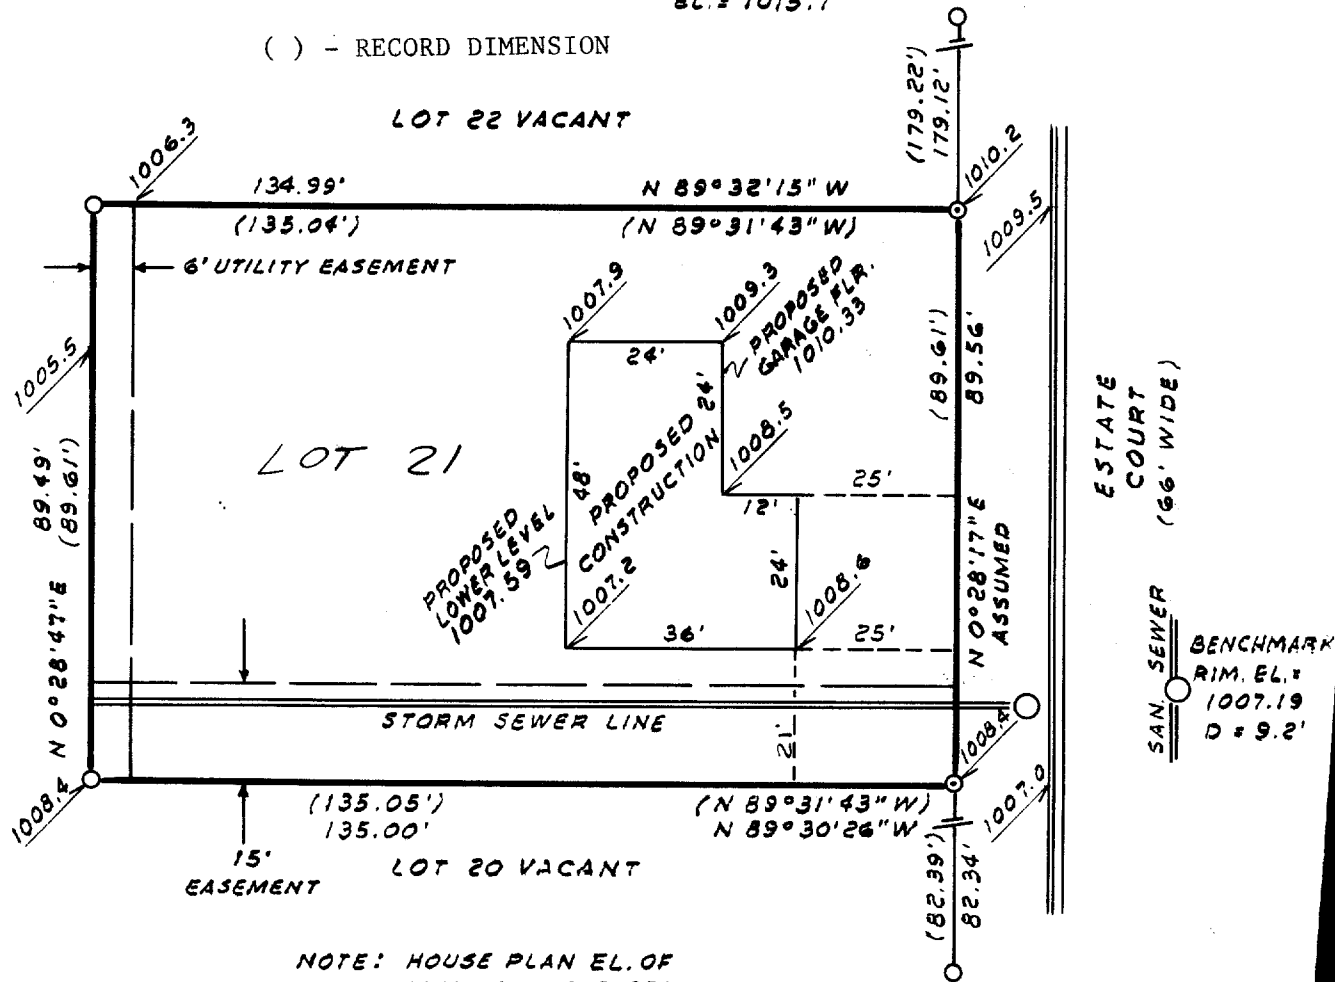 EL.= 1015.7
( ) - RECORD DIMENSION
(179.22')
179.12'
LOT 22 VACANT
1006.3
1010.2
134.99'
N 89°32'15" W
(135.04')
(N 89°31'43" W)
1009.5
6' UTILITY EASEMENT
1007.9
1009.3
PROPOSED
GARAGE FLR.
1010.33
24'
1005.5
24'
(89.61')
89.56'
ESTATE
COURT
(66' WIDE)
LOT 21
1008.5
89.49'
(89.61')
48'
PROPOSED
CONSTRUCTION
25'
12'
PROPOSED
LOWER LEVEL
1007.59
1007.2
24'
1008.6
N 0°28'17" E
ASSUMED
N 0°28'47" E
36'
25'
SAN. SEWER
BENCHMARK
RIM. EL.=
1007.19
D = 9.2'
STORM SEWER LINE
21'
1008.4
1008.4
1007.0
(135.05')
(N 89°31'43" W)
135.00'
N 89°30'26" W
15'
EASEMENT
LOT 20 VACANT
(82.39')
82.34'
NOTE: HOUSE PLAN EL. OF